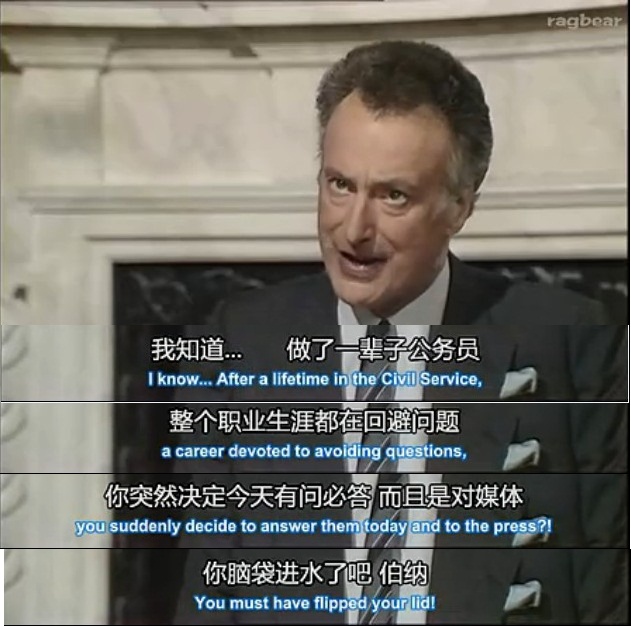 ragbear
我知道... 做了一辈子公务员
I know... After a lifetime in the Civil Service,
整个职业生涯都在回避问题
a career devoted to avoiding questions,
你突然决定今天有问必答 而且是对媒体
you suddenly decide to answer them today and to the press?!
你脑袋进水了吧 伯纳
You must have flipped your lid!